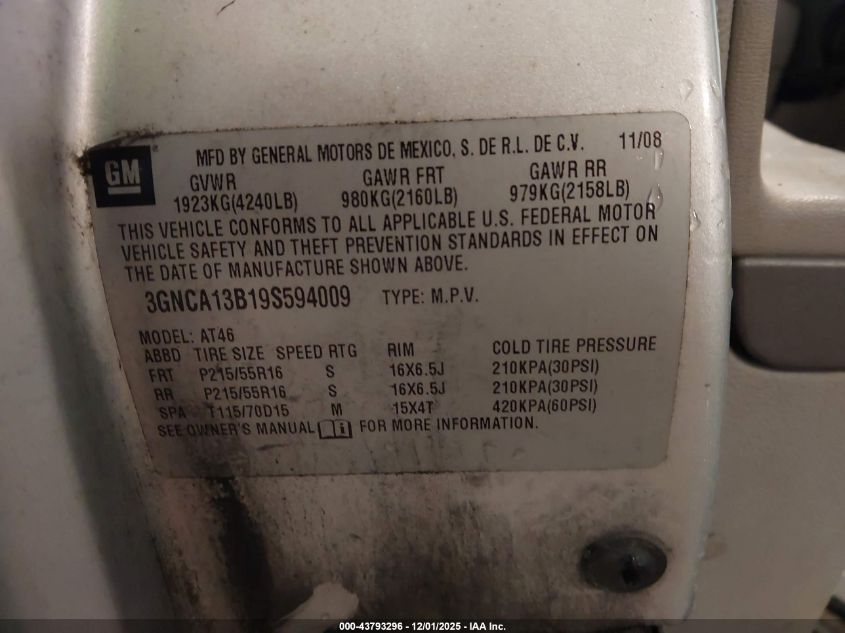 GM
MFD BY GENERAL MOTORS DE MEXICO, S. DE R.L. DE C.V. 11/08
GVWR GAWR FRT GAWR RR
1923KG(4240LB) 980KG(2160LB) 979KG(2158LB)
THIS VEHICLE CONFORMS TO ALL APPLICABLE U.S. FEDERAL MOTOR
VEHICLE SAFETY AND THEFT PREVENTION STANDARDS IN EFFECT ON
THE DATE OF MANUFACTURE SHOWN ABOVE.
3GNCA13B19S594009 TYPE: M.P.V.
MODEL: AT46
ABBD TIRE SIZE SPEED RTG RIM COLD TIRE PRESSURE
FRT P215/55R16 S 16X6.5J 210KPA(30PSI)
RR P215/55R16 S 16X6.5J 210KPA(30PSI)
SPA T115/70D15 M 15X4T 420KPA(60PSI)
SEE OWNER'S MANUAL i FOR MORE INFORMATION.
000-43793296 - 12/01/2025 - IAA Inc.